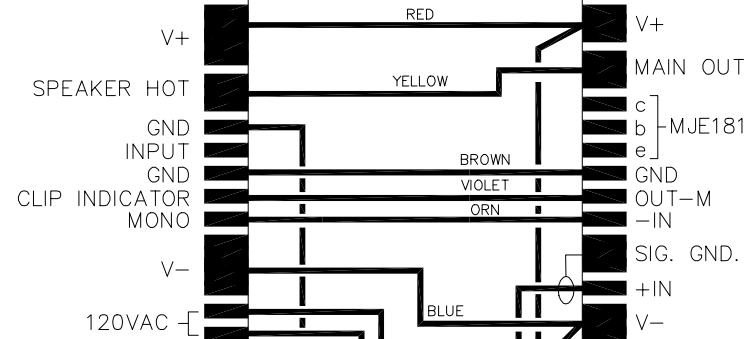 RED
V+
V+
MAIN OUT
SPEAKER HOT
YELLOW
c
GND
b
MJE181
INPUT
e
GND
BROWN
GND
CLIP INDICATOR
VIOLET
OUT-M
MONO
ORN
-IN
SIG. GND.
V-
+IN
120VAC
BLUE
V-